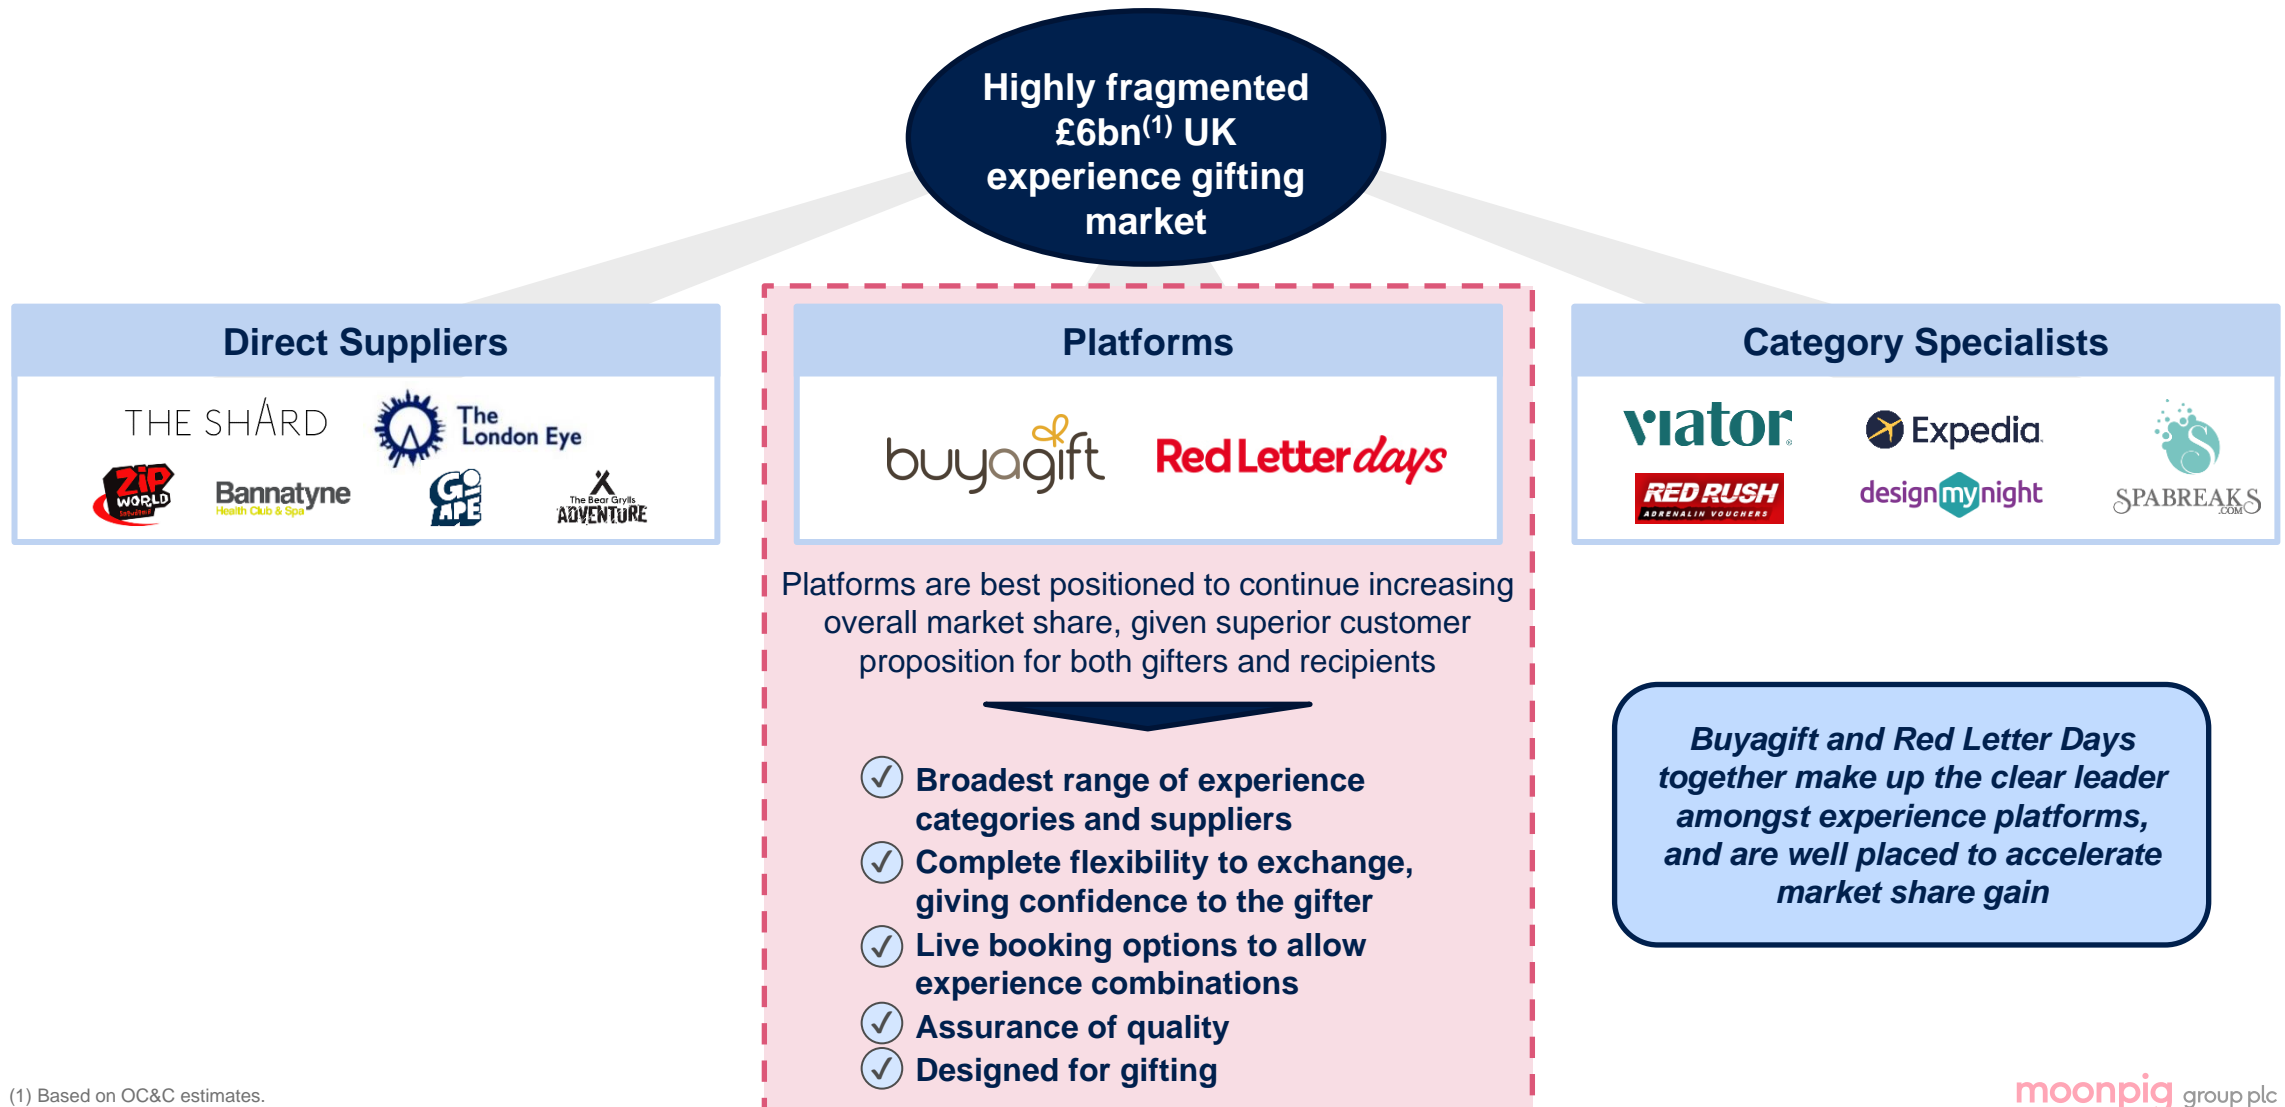 Highly fragmented
£6bn(1) UK
experience gifting
market
Direct Suppliers
THE SHARD
The
London Eye
ZIP
WORLD
Bannatyne
Health Club & Spa
GO
APE
The Bear Grylls
ADVENTURE
Platforms
buyagift
Red Letter days
Category Specialists
viator
Expedia
S
RED RUSH
ADRENALIN VOUCHERS
designmynight
SPABREAKS
.COM
Platforms are best positioned to continue increasing
overall market share, given superior customer
proposition for both gifters and recipients
✓ Broadest range of experience
categories and suppliers
✓ Complete flexibility to exchange,
giving confidence to the gifter
✓ Live booking options to allow
experience combinations
✓ Assurance of quality
✓ Designed for gifting
Buyagift and Red Letter Days
together make up the clear leader
amongst experience platforms,
and are well placed to accelerate
market share gain
(1) Based on OC&C estimates.
moonpig group plc